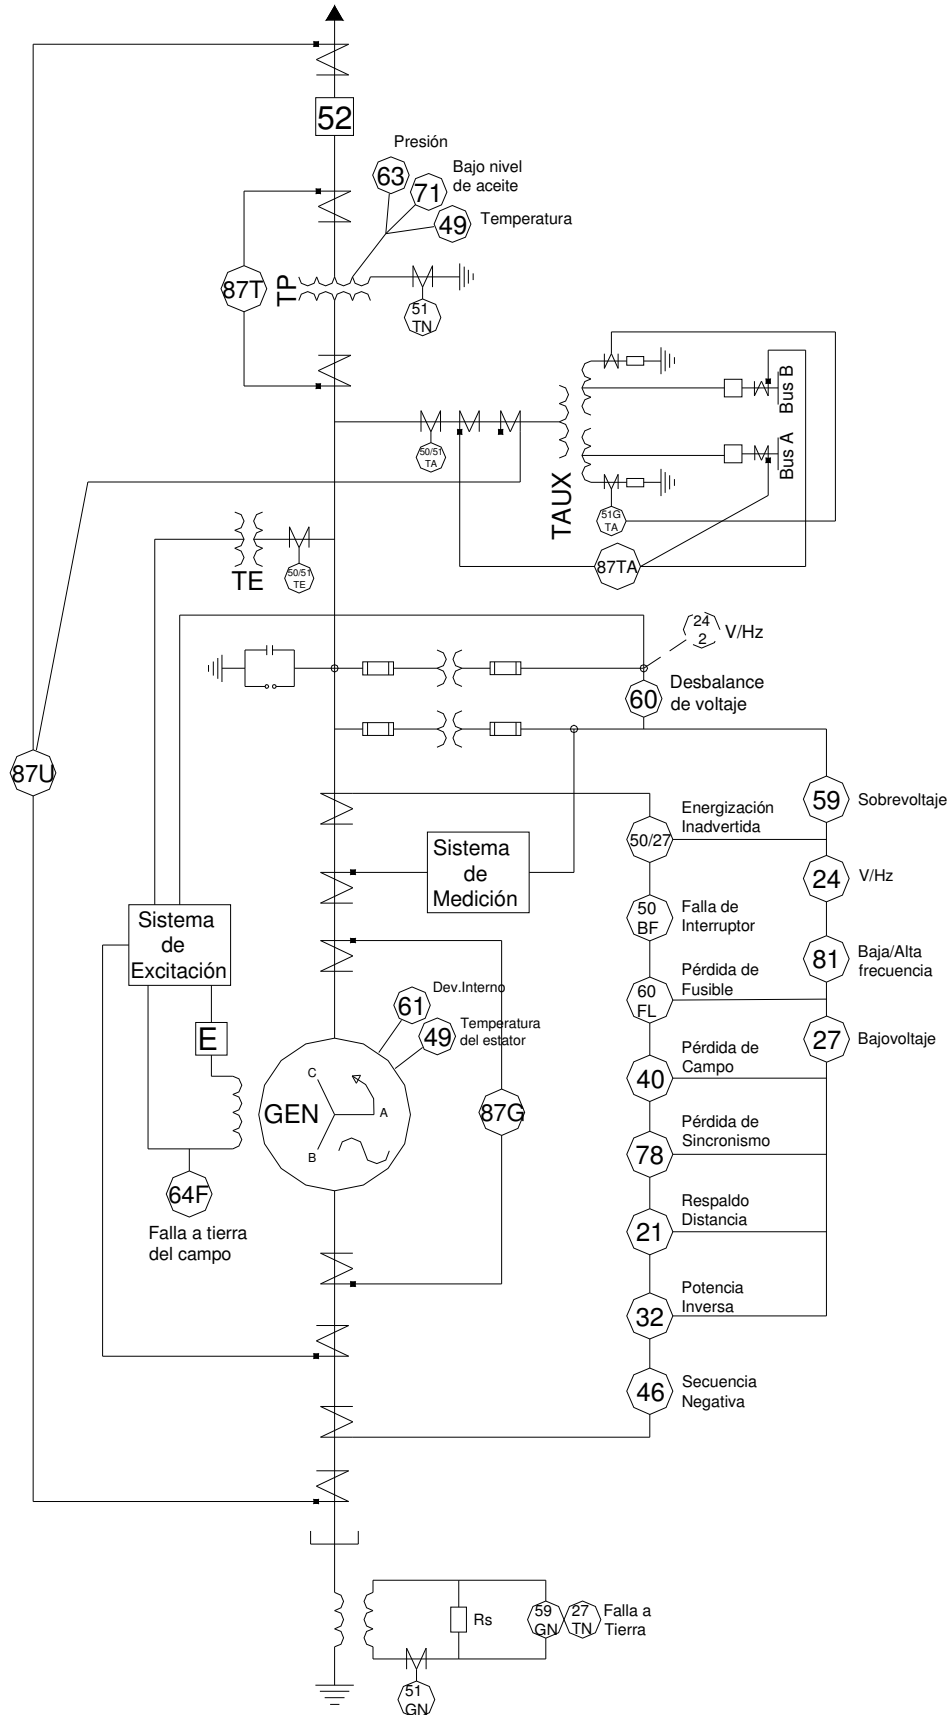 52
Presión
63
Bajo nivel
de aceite
71
49
Temperatura
87T
TP
51
TN
Bus B
Bus A
50/51
TA
TAUX
51G
TA
87TA
TE
50/51
TE
24
2
V/Hz
60
Desbalance
de voltaje
87U
59
Sobrevoltaje
Energización
Inadvertida
50/27
Sistema
de
Medición
24
V/Hz
50
BF
Falla de
Interruptor
Sistema
de
Excitación
81
Baja/Alta
frecuencia
60
FL
Pérdida de
Fusible
Dev.Interno
61
49
Temperatura
del estator
E
27
Bajovoltaje
40
Pérdida de
Campo
GEN
C
A
B
87G
78
Pérdida de
Sincronismo
64F
Falla a tierra
del campo
21
Respaldo
Distancia
32
Potencia
Inversa
46
Secuencia
Negativa
Rs
59
GN
27
TN
Falla a
Tierra
51
GN